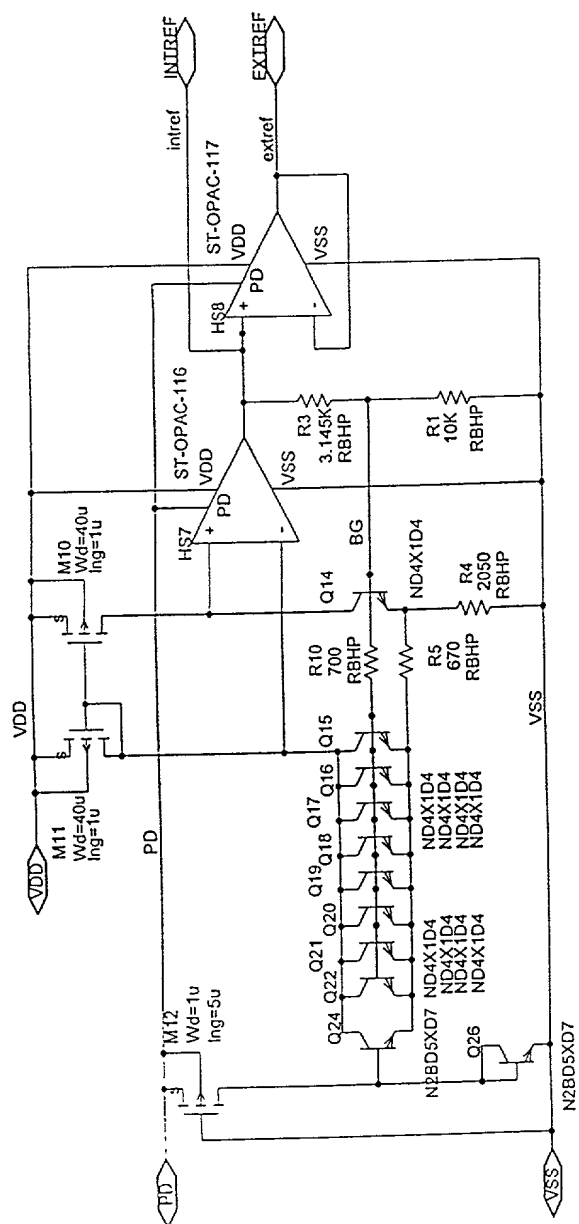 INTREF
EXTREF
intref
extref
ST-OPAC-117
VDD
PD
VSS
HS8
+
-
ST-OPAC-116
VDD
PD
VSS
HS7
+
-
R3
3.145K
RBHP
R1
10K
RBHP
BG
M10
Wd=40u
lng=1u
S
Q14
ND4X1D4
R4
2050
RBHP
R10
700
RBHP
R5
670
RBHP
VDD
VSS
M11
Wd=40u
lng=1u
S
VDD
PD
Q15
Q16
Q17
Q18
Q19
Q20
Q21
Q22
Q24
ND4X1D4
ND4X1D4
ND4X1D4
ND4X1D4
ND4X1D4
ND4X1D4
ND4X1D4
ND4X1D4
N2BD5XD7
M12
Wd=1u
lng=5u
S
Q26
N2BD5XD7
PD
VSS